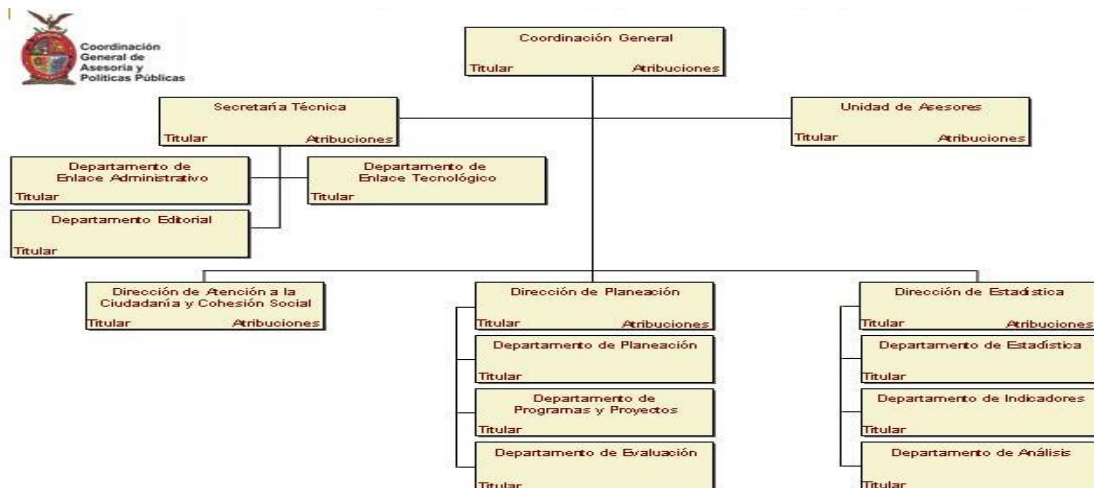 Coordinación
General de
Asesoría y
Políticas Públicas
Coordinación General
Titular Atribuciones
Secretaría Técnica
Titular Atribuciones
Unidad de Asesores
Titular Atribuciones
Departamento de
Enlace Administrativo
Titular
Departamento de
Enlace Tecnológico
Titular
Departamento Editorial
Titular
Dirección de Atención a la
Ciudadanía y Cohesión Social
Titular Atribuciones
Dirección de Planeación
Titular Atribuciones
Departamento de Planeación
Titular
Departamento de
Programas y Proyectos
Titular
Departamento de Evaluación
Titular
Dirección de Estadística
Titular Atribuciones
Departamento de Estadística
Titular
Departamento de Indicadores
Titular
Departamento de Análisis
Titular